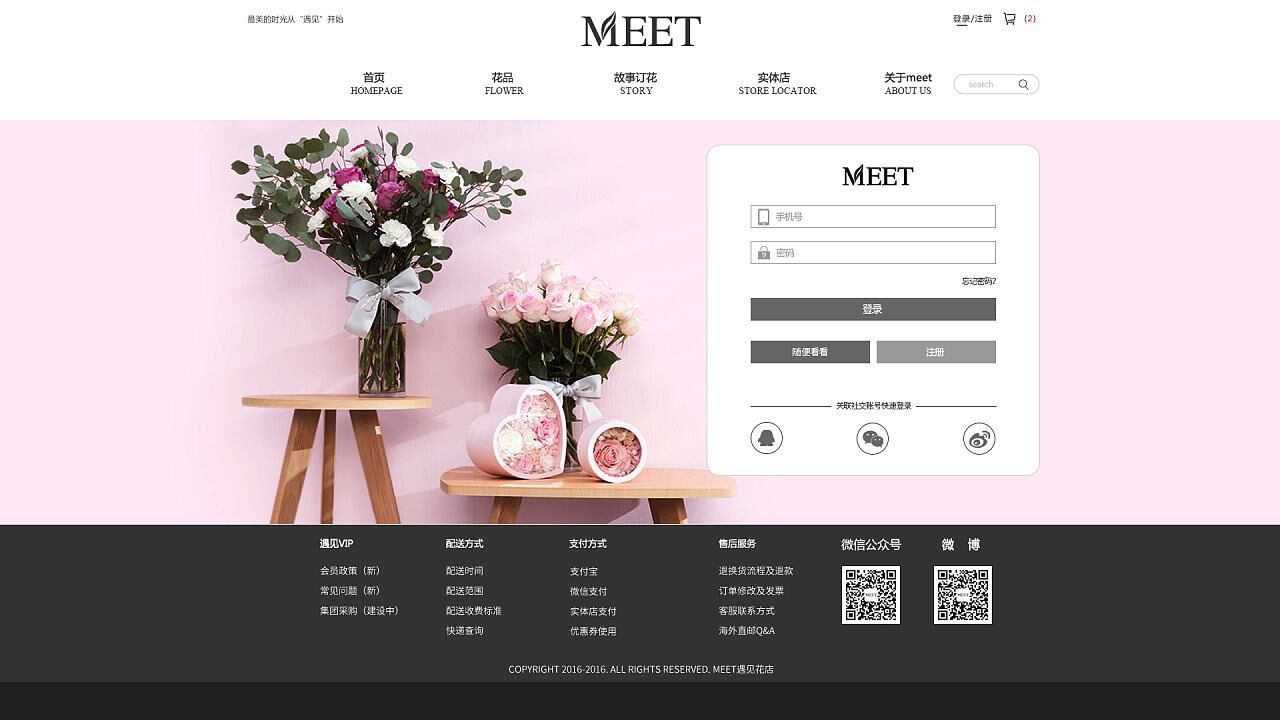 最美的时光从“遇见”开始
MEET
登录/注册
(2)
首页
HOMEPAGE
花品
FLOWER
故事订花
STORY
实体店
STORE LOCATOR
关于meet
ABOUT US
search
MEET
手机号
密码
忘记密码?
登录
随便看看
注册
关联社交账号快速登录
遇见VIP
会员政策（新）
常见问题（新）
集团采购（建设中）
配送方式
配送时间
配送范围
配送收费标准
快递查询
支付方式
支付宝
微信支付
实体店支付
优惠券使用
售后服务
退换货流程及退款
订单修改及发票
客服联系方式
海外直邮Q&A
微信公众号
MEET
微 博
MEET
COPYRIGHT 2016-2016. ALL RIGHTS RESERVED. MEET遇见花店